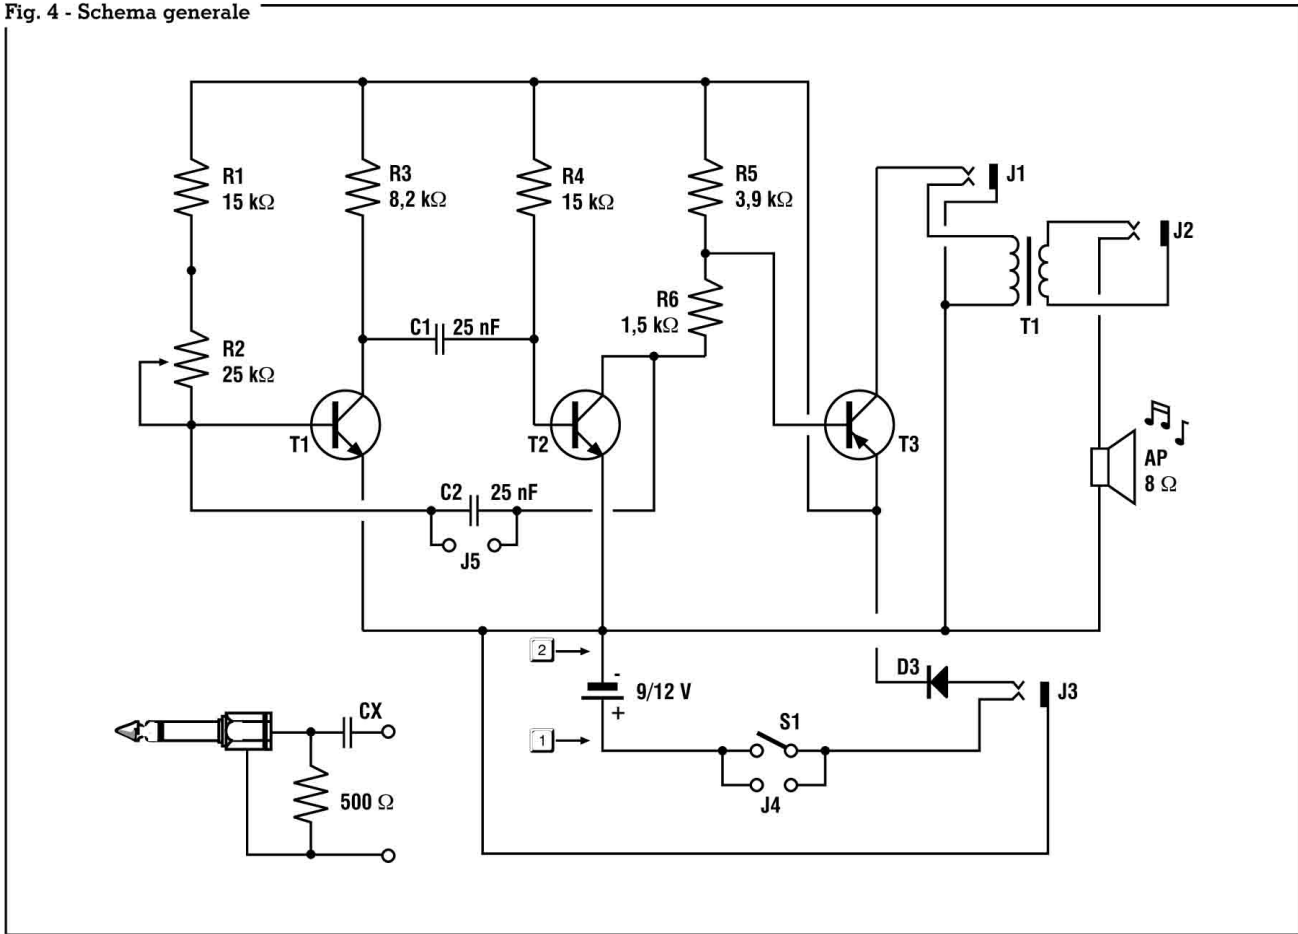 Fig. 4 - Schema generale
R1
15 kΩ
R3
8,2 kΩ
R4
15 kΩ
R5
3,9 kΩ
J1
J2
R2
25 kΩ
C1 25 nF
R6
1,5 kΩ
T1
T1
T2
T3
AP
8 Ω
C2 25 nF
J5
2
-
9/12 V
+
1
D3
J3
S1
J4
CX
500 Ω